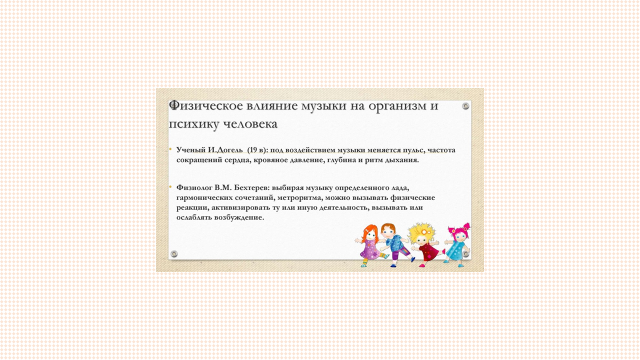 Физическое влияние музыки на организм и
психику человека
Ученый И.Догель (19 в): под воздействием музыки меняется пульс, частота
сокращений сердца, кровяное давление, глубина и ритм дыхания.
Физиолог В.М. Бехтерев: выбирая музыку определенного лада,
гармонических сочетаний, метроритма, можно вызывать физические
реакции, активизировать ту или иную деятельность, вызывать или
ослаблять возбуждение.